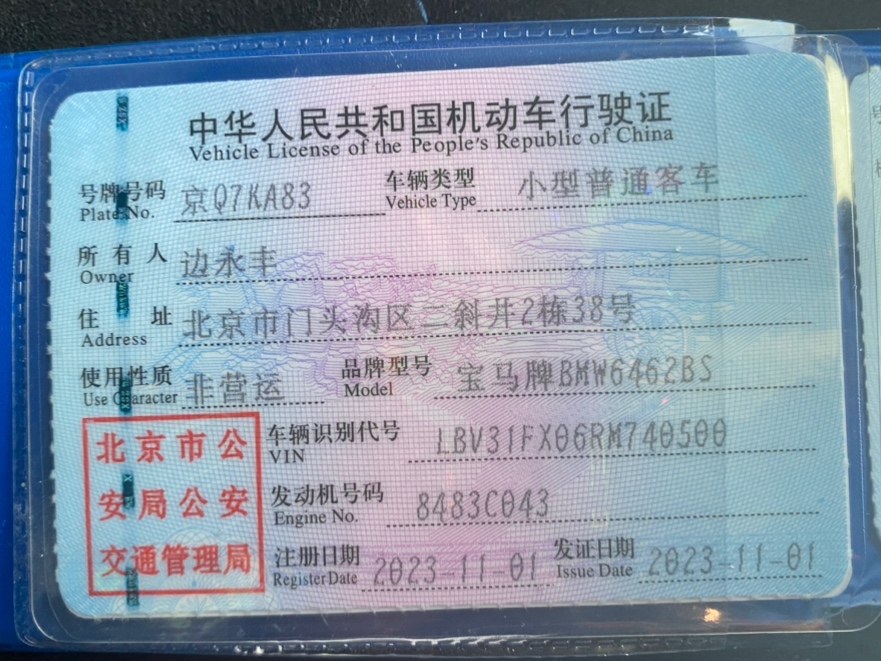 中华人民共和国机动车行驶证
Vehicle License of the People's Republic of China
号牌号码 京Q7KA83 车辆类型 小型普通客车
Plate No. Vehicle Type
所有人 边永丰
Owner
住址 北京市门头沟区二斜井2栋38号
Address
使用性质 非营运 品牌型号 宝马牌BMW6462BS
Use Character Model
北京市公安局公安交通管理局
车辆识别代号 LBV31FX06RM740500
VIN
发动机号码 8483C043
Engine No.
注册日期 2023-11-01 发证日期 2023-11-01
Register Date Issue Date